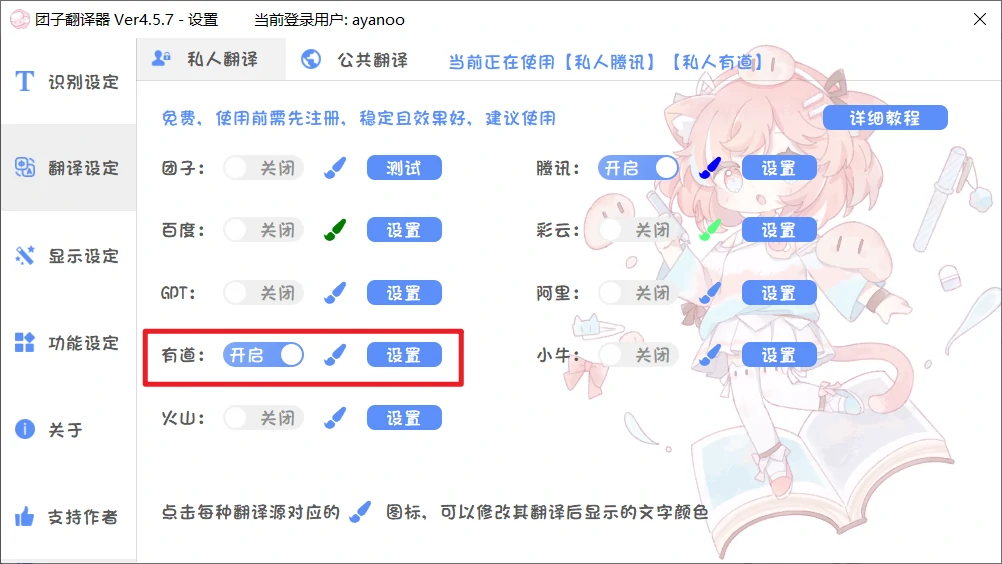 团子翻译器 Ver4.5.7 - 设置 当前登录用户: ayanoo
识别设定
翻译设定
显示设定
功能设定
关于
支持作者
私人翻译 公共翻译 当前正在使用【私人腾讯】【私人有道】
免费, 使用前需先注册, 稳定且效果好, 建议使用 详细教程
团子: 关闭 测试 腾讯: 开启 设置
百度: 关闭 设置 彩云: 关闭 设置
GPT: 关闭 设置 阿里: 关闭 设置
有道: 开启 设置 小牛: 关闭 设置
火山: 关闭 设置
点击每种翻译源对应的 图标, 可以修改其翻译后显示的文字颜色